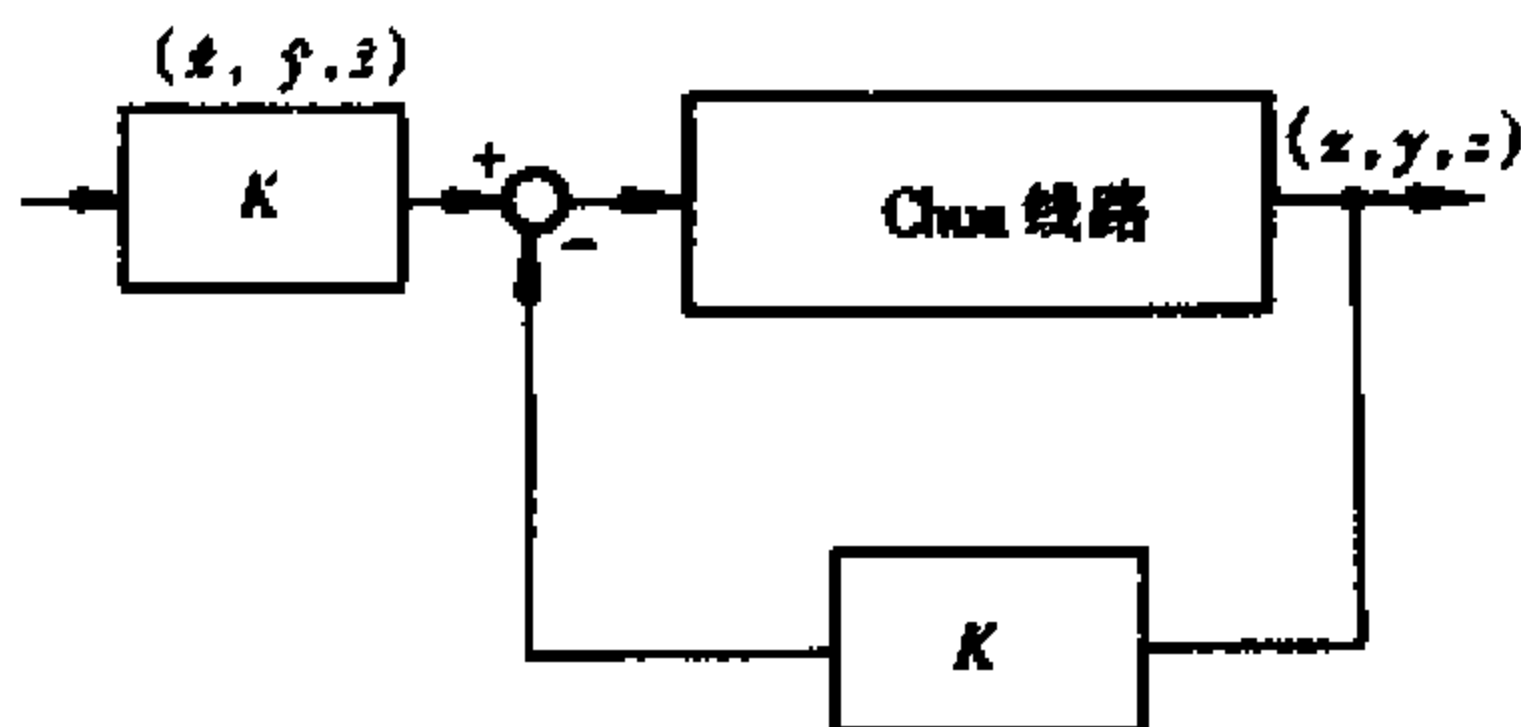 (x,y,z)
K
+
−
Chua 线路
K